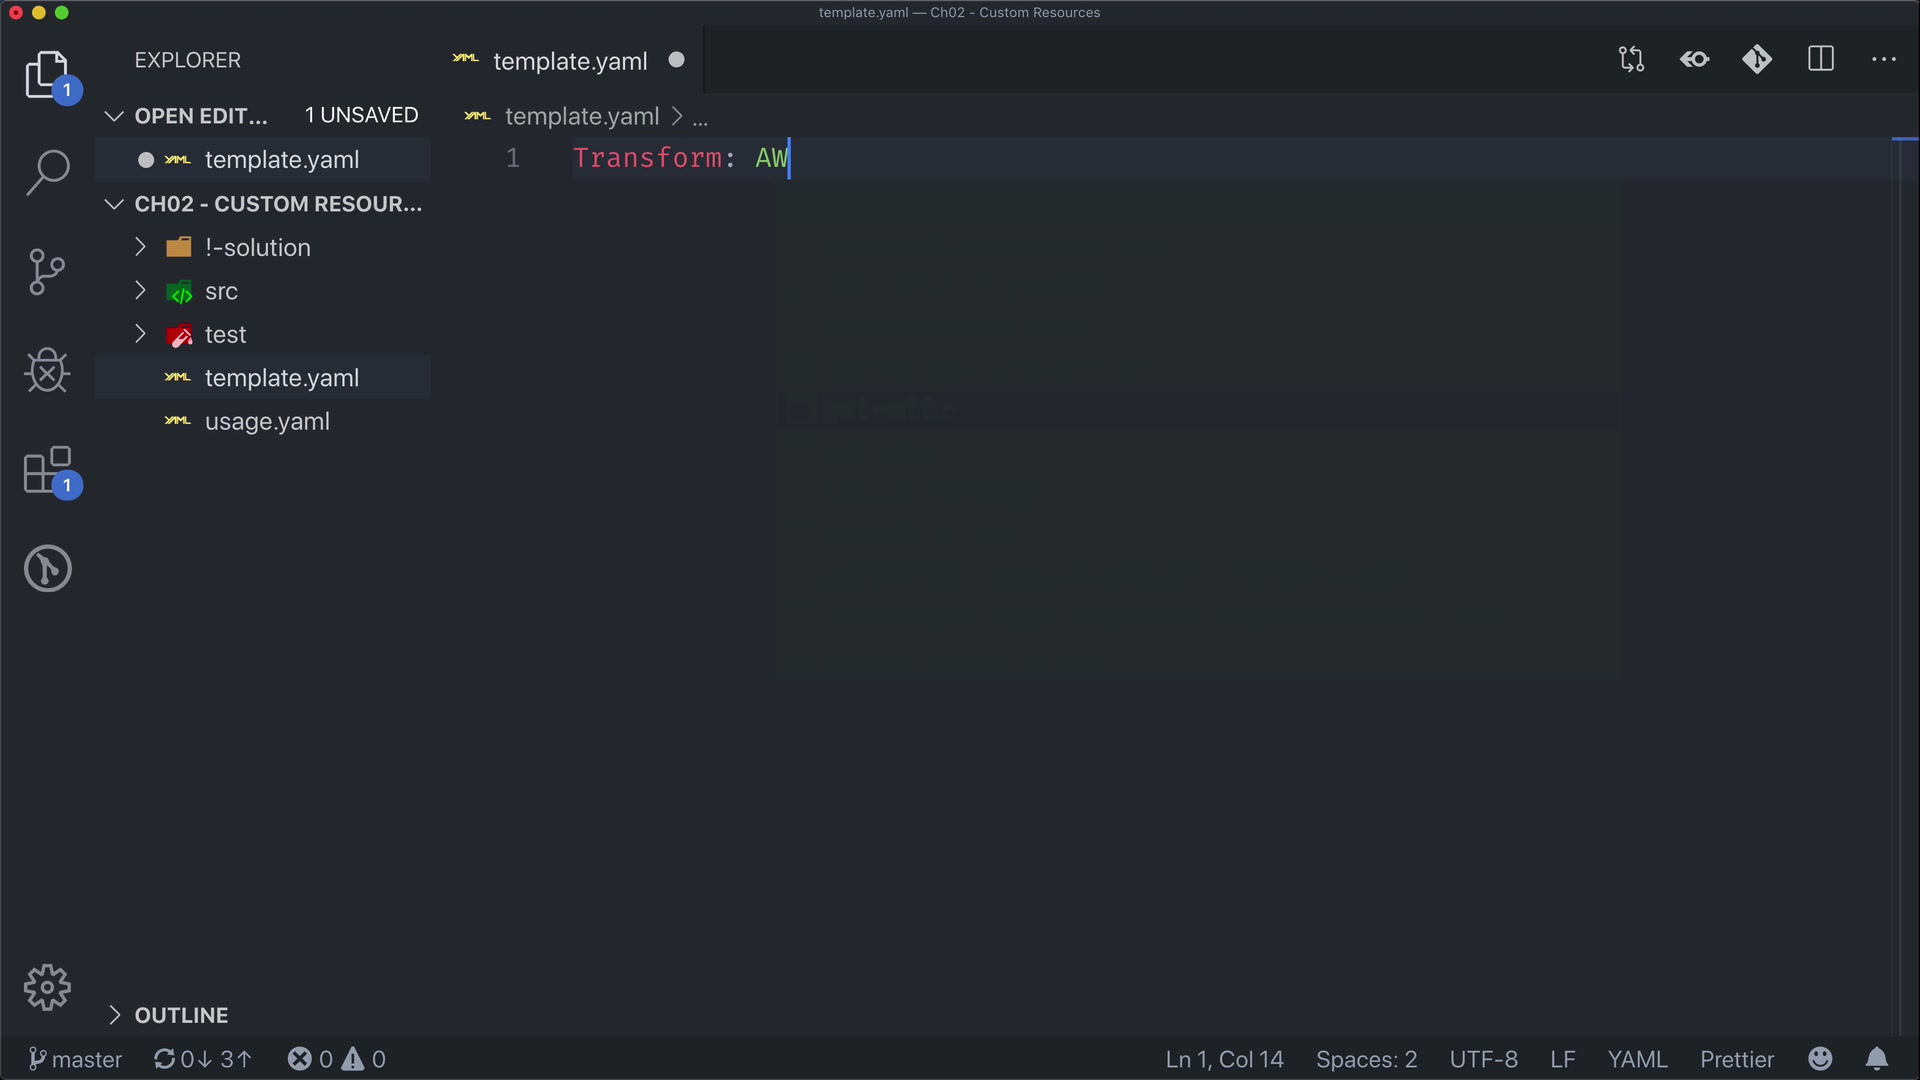 template.yaml — Ch02 - Custom Resources
EXPLORER
OPEN EDIT... 1 UNSAVED
template.yaml
CH02 - CUSTOM RESOUR...
!-solution
src
test
template.yaml
usage.yaml
OUTLINE
1
1
template.yaml
template.yaml > ...
1 Transform: AW
master 0↓ 3↑ 0 0
Ln 1, Col 14 Spaces: 2 UTF-8 LF YAML Prettier